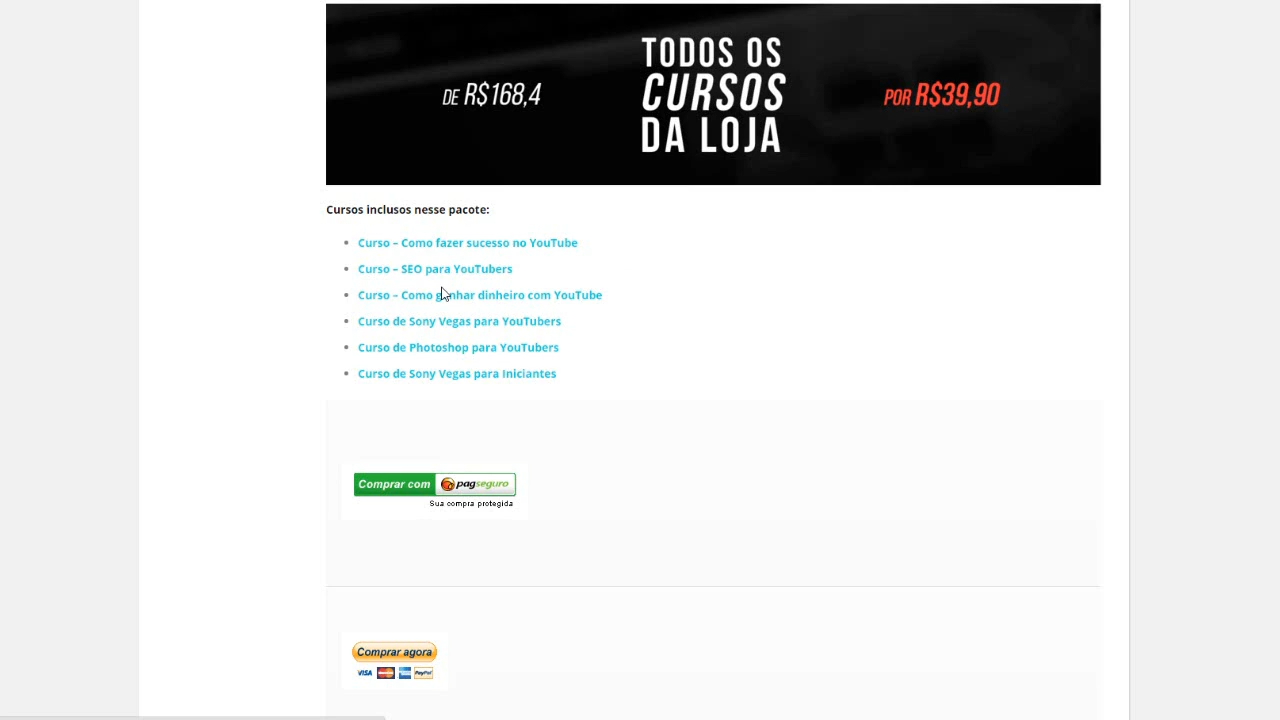 TODOS OS
DE R$168,4
CURSOS
POR R$39,90
DA LOJA
Cursos inclusos nesse pacote:
Curso – Como fazer sucesso no YouTube
Curso – SEO para YouTubers
Curso – Como ganhar dinheiro com YouTube
Curso de Sony Vegas para YouTubers
Curso de Photoshop para YouTubers
Curso de Sony Vegas para Iniciantes
Comprar com pagseguro
Sua compra protegida
Comprar agora
VISA MasterCard PayPal